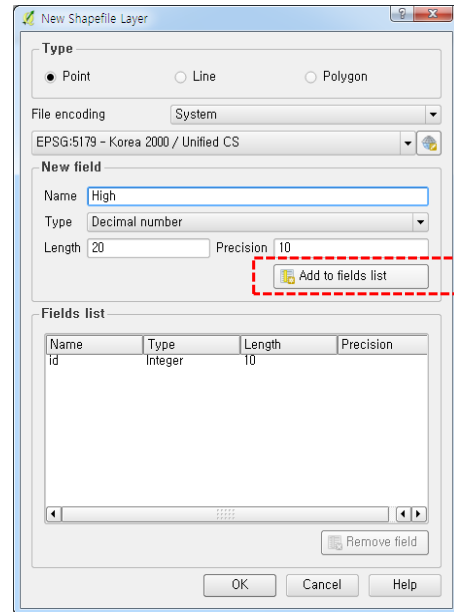 New Shapefile Layer
Type
Point Line Polygon
File encoding System
EPSG:5179 - Korea 2000 / Unified CS
New field
Name High
Type Decimal number
Length 20 Precision 10
Add to fields list
Fields list
Name Type Length Precision
id Integer 10
Remove field
OK Cancel Help